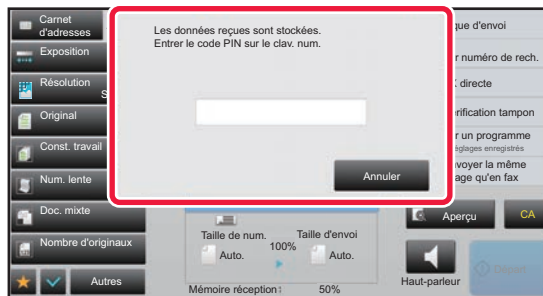 Carnet
d'adresses
Exposition
Résolution
S
Original
Const. travail
Num. lente
Doc. mixte
Nombre d'originaux
Autres
Les données reçues sont stockées.
Entrer le code PIN sur le clav. num.
Annuler
que d'envoi
r numéro de rech.
directe
rification tampon
r un programme
églages enregistrés
voyer la même
age qu'en fax
Aperçu
CA
Taille de num.
100%
Taille d'envoi
Auto.
Auto.
Mémoire réception:
50%
Haut-parleur
Départ